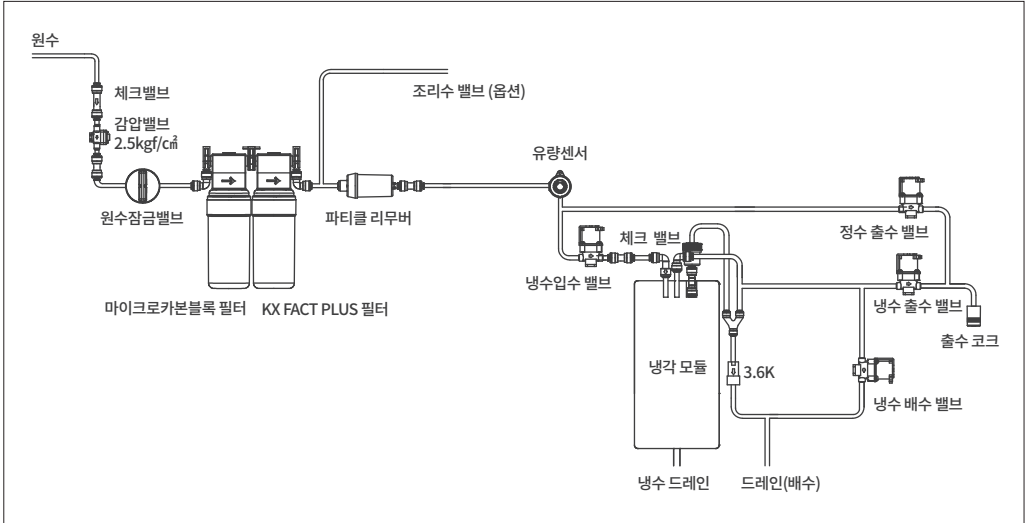 원수
체크밸브
감압밸브
2.5kgf/c㎡
원수잠금밸브
마이크로카본블록 필터
KX FACT PLUS 필터
조리수 밸브 (옵션)
파티클 리무버
유량센서
정수 출수 밸브
체크 밸브
냉수입수 밸브
냉수 출수 밸브
출수 코크
냉각 모듈
3.6K
냉수 배수 밸브
냉수 드레인
드레인(배수)